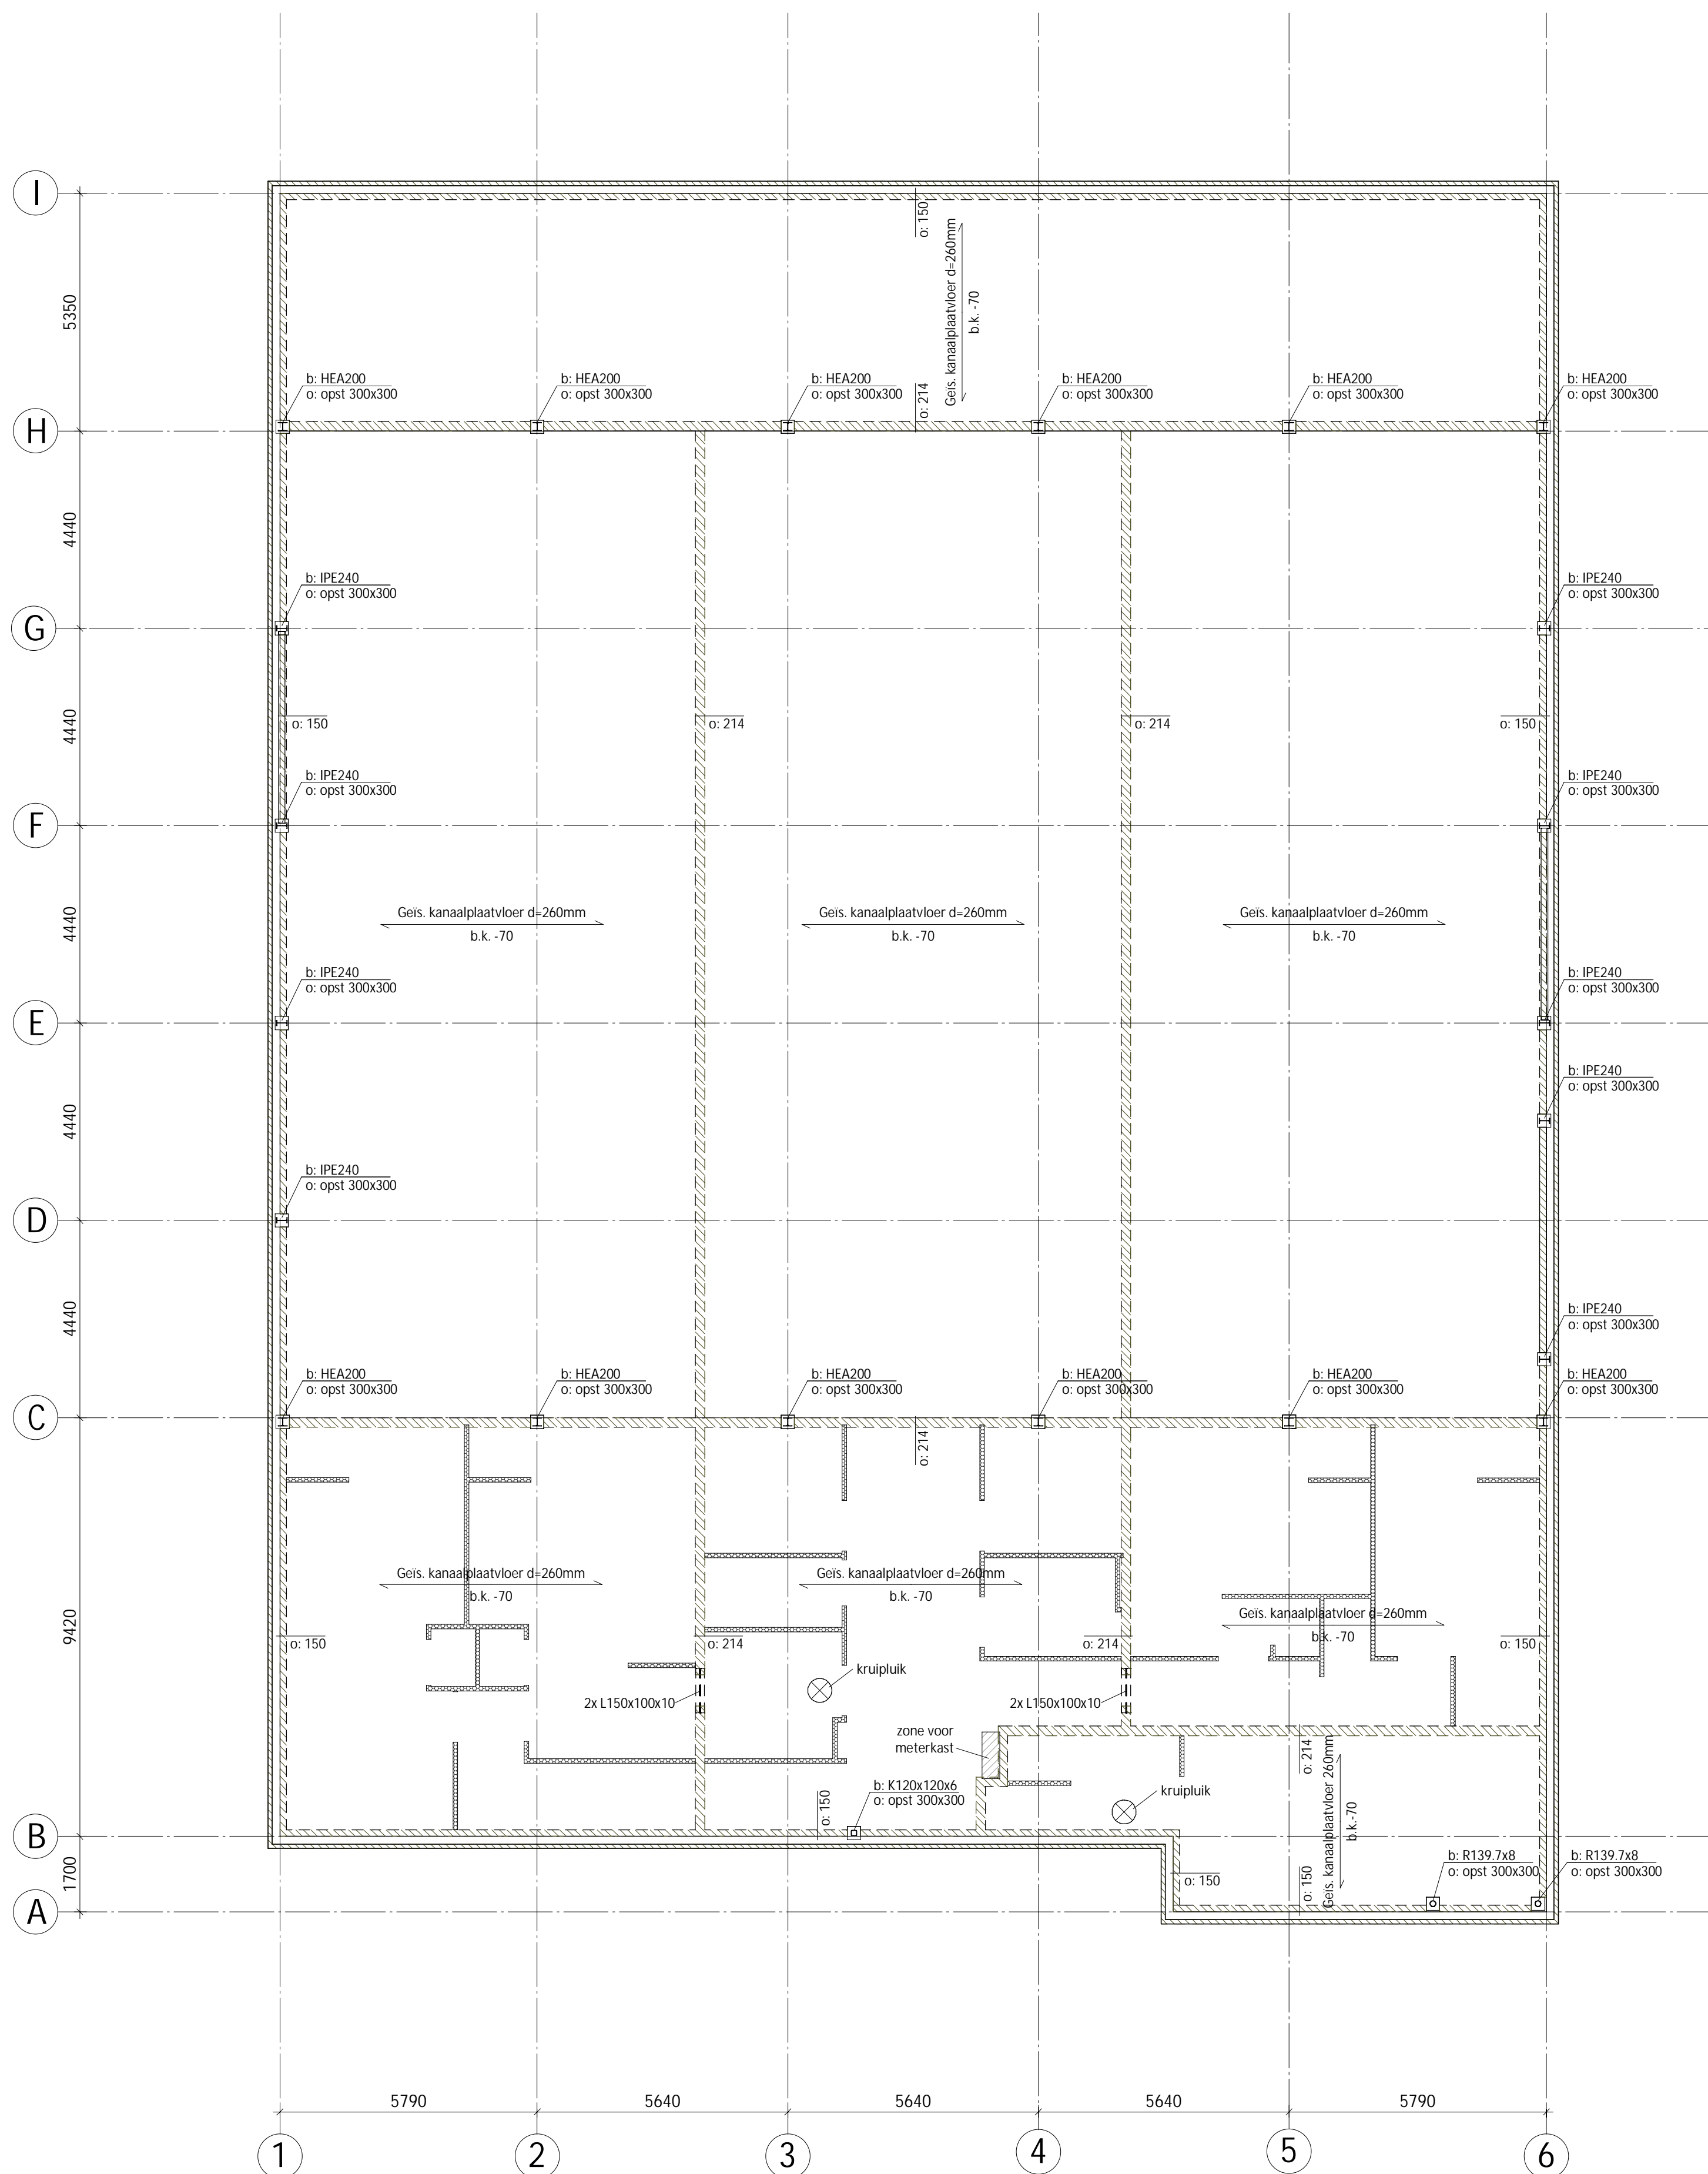 I
o: 150
Geïs. kanaalplaatvloer d=260mm
b.k. -70
5350
b: HEA200
o: opst 300x300
b: HEA200
o: opst 300x300
b: HEA200
o: opst 300x300
b: HEA200
o: opst 300x300
b: HEA200
o: opst 300x300
b: HEA200
o: opst 300x300
o: 214
H
4440
b: IPE240
o: opst 300x300
b: IPE240
o: opst 300x300
G
4440
o: 150
o: 214
o: 214
o: 150
b: IPE240
o: opst 300x300
b: IPE240
o: opst 300x300
F
4440
Geïs. kanaalplaatvloer d=260mm
b.k. -70
Geïs. kanaalplaatvloer d=260mm
b.k. -70
Geïs. kanaalplaatvloer d=260mm
b.k. -70
b: IPE240
o: opst 300x300
b: IPE240
o: opst 300x300
E
4440
b: IPE240
o: opst 300x300
b: IPE240
o: opst 300x300
D
4440
b: IPE240
o: opst 300x300
b: HEA200
o: opst 300x300
b: HEA200
o: opst 300x300
b: HEA200
o: opst 300x300
b: HEA200
o: opst 300x300
b: HEA200
o: opst 300x300
b: HEA200
o: opst 300x300
C
o: 214
9420
Geïs. kanaalplaatvloer d=260mm
b.k. -70
Geïs. kanaalplaatvloer d=260mm
b.k. -70
Geïs. kanaalplaatvloer d=260mm
b.k. -70
o: 150
o: 214
o: 214
o: 150
kruipluik
2x L150x100x10
2x L150x100x10
zone voor
meterkast
o: 214
Geïs. kanaalplaatvloer 260mm
b.k.-70
kruipluik
b: K120x120x6
o: opst 300x300
o: 150
B
1700
o: 150
o: 150
b: R139.7x8
o: opst 300x300
b: R139.7x8
o: opst 300x300
A
5790
5640
5640
5640
5790
1
2
3
4
5
6